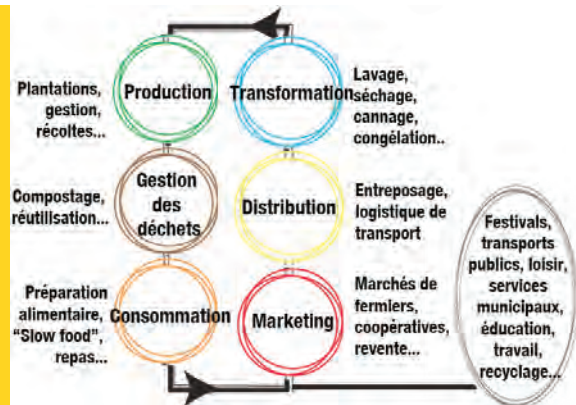 Plantations,
gestion,
récoltes...
Production
Transformation
Lavage,
séchage,
cannage,
congélation..
Compostage,
réutilisation...
Gestion
des
déchets
Distribution
Entreposage,
logistique de
transport
Préparation
alimentaire,
“Slow food”,
repas...
Consommation
Marketing
Marchés de
fermiers,
coopératives,
revente...
Festivals,
transports
publics, loisir,
services
municipaux,
éducation,
travail,
recyclage...